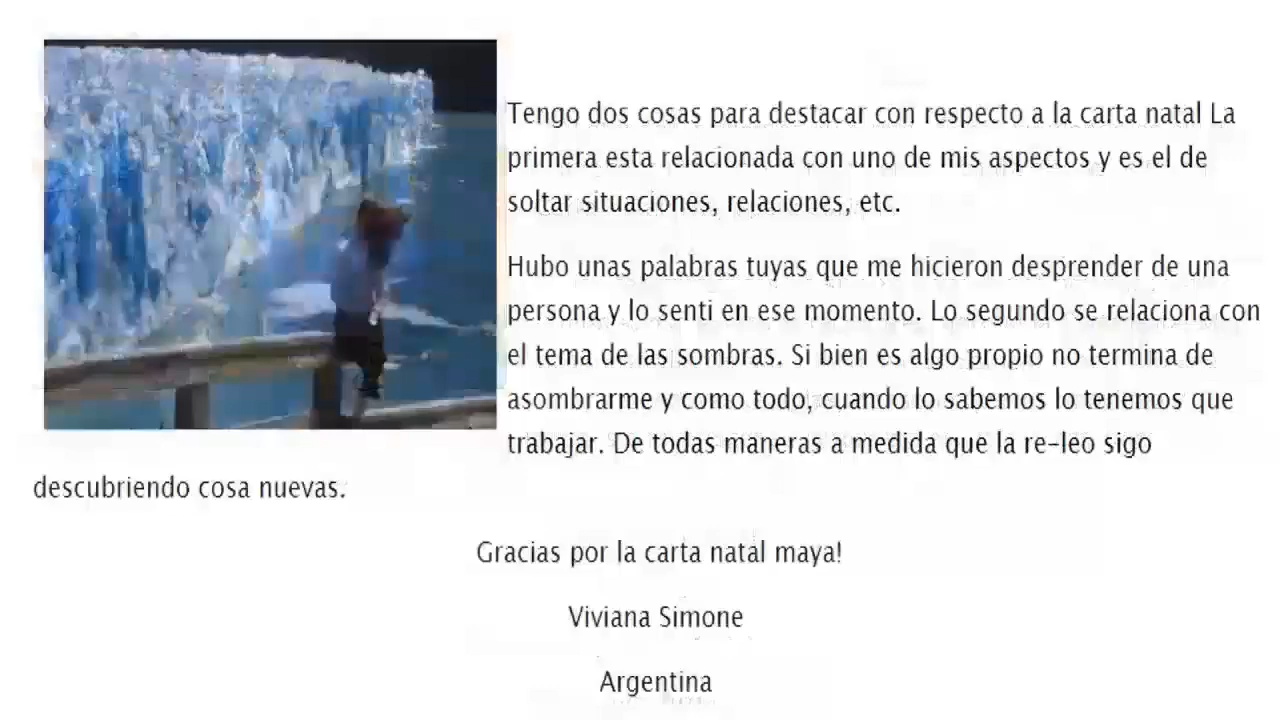 Tengo dos cosas para destacar con respecto a la carta natal La
primera esta relacionada con uno de mis aspectos y es el de
soltar situaciones, relaciones, etc.
Hubo unas palabras tuyas que me hicieron desprender de una
persona y lo senti en ese momento. Lo segundo se relaciona con
el tema de las sombras. Si bien es algo propio no termina de
asombrarme y como todo, cuando lo sabemos lo tenemos que
trabajar. De todas maneras a medida que la re-leo sigo
descubriendo cosa nuevas.
Gracias por la carta natal maya!
Viviana Simone
Argentina